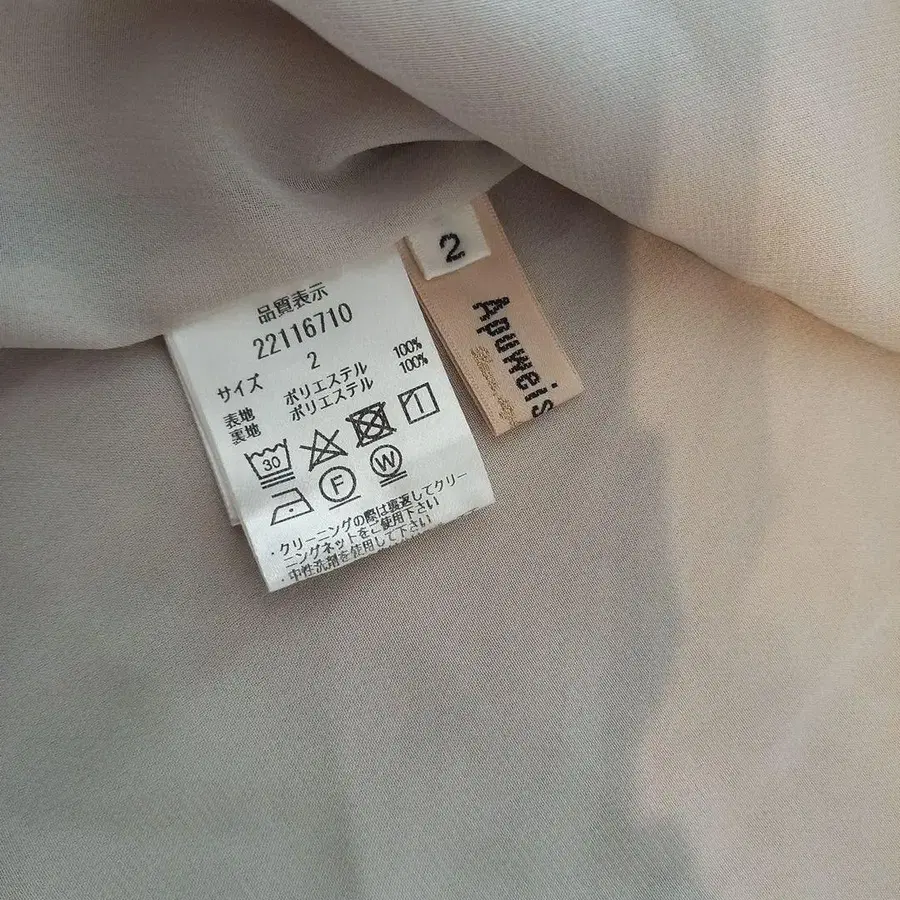 品質表示
22116710
サイズ 2
表地 ポリエステル 100%
裏地 ポリエステル 100%
30
F
W
・クリーニングの際は裏返してクリー
ニングネットをご使用下さい
・中性洗剤を使用して下さい
2
Apuweis